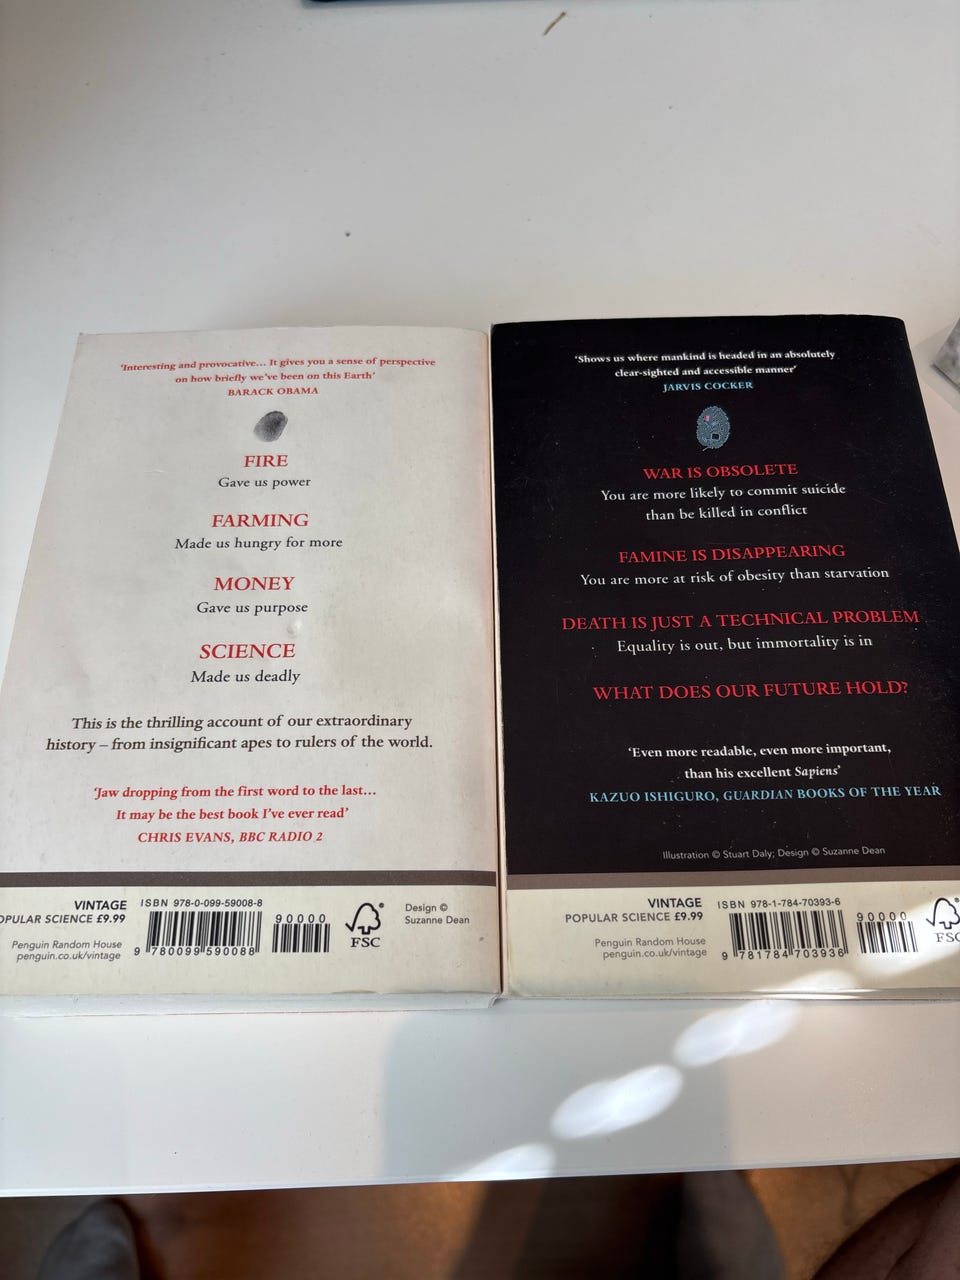 'Interesting and provocative... It gives you a sense of perspective
on how briefly we've been on this Earth'
BARACK OBAMA
FIRE
Gave us power
FARMING
Made us hungry for more
MONEY
Gave us purpose
SCIENCE
Made us deadly
This is the thrilling account of our extraordinary
history – from insignificant apes to rulers of the world.
'Jaw dropping from the first word to the last...
It may be the best book I've ever read'
CHRIS EVANS, BBC RADIO 2
VINTAGE
OPULAR SCIENCE £9.99
Penguin Random House
penguin.co.uk/vintage
ISBN 978-0-099-59008-8
9 780099 590088
90000
FSC
Design ©
Suzanne Dean
'Shows us where mankind is headed in an absolutely
clear-sighted and accessible manner'
JARVIS COCKER
WAR IS OBSOLETE
You are more likely to commit suicide
than be killed in conflict
FAMINE IS DISAPPEARING
You are more at risk of obesity than starvation
DEATH IS JUST A TECHNICAL PROBLEM
Equality is out, but immortality is in
WHAT DOES OUR FUTURE HOLD?
'Even more readable, even more important,
than his excellent Sapiens'
KAZUO ISHIGURO, GUARDIAN BOOKS OF THE YEAR
Illustration © Stuart Daly; Design © Suzanne Dean
VINTAGE
POPULAR SCIENCE £9.99
Penguin Random House
penguin.co.uk/vintage
ISBN 978-1-784-70393-6
9 781784 703936
90000
FSC